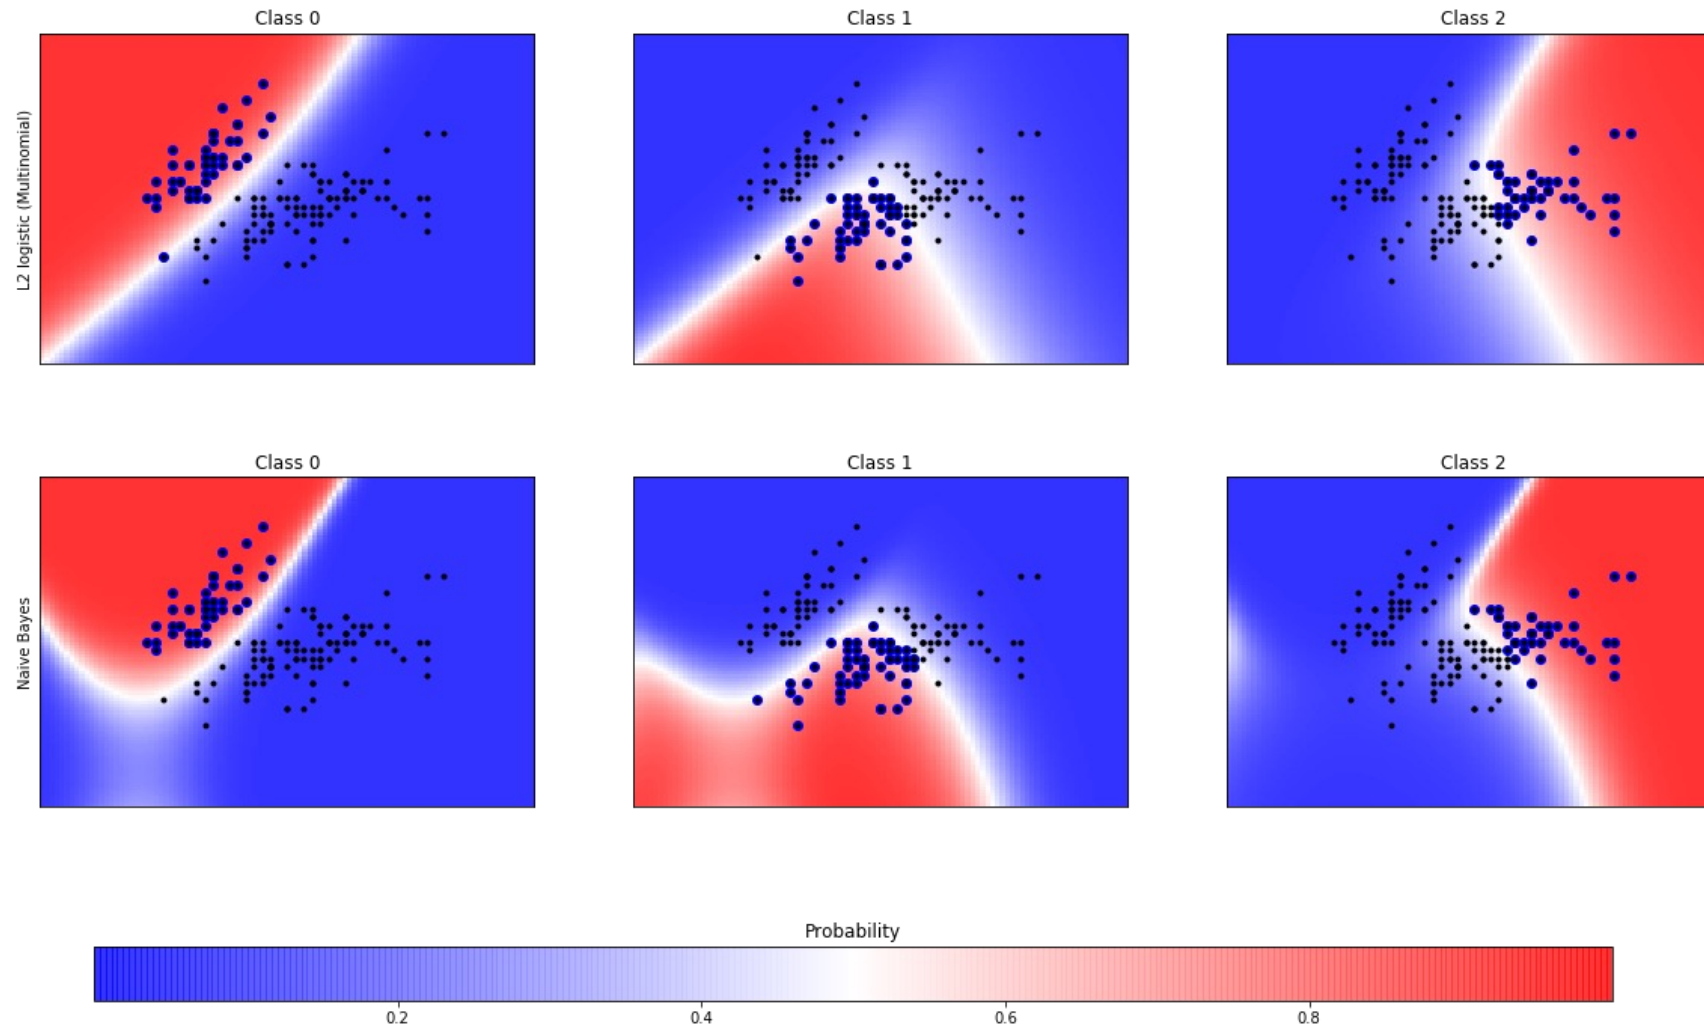 Class 0
Class 1
Class 2
L2 logistic (Multinomial)
Class 0
Class 1
Class 2
Naive Bayes
Probability
0.2
0.4
0.6
0.8